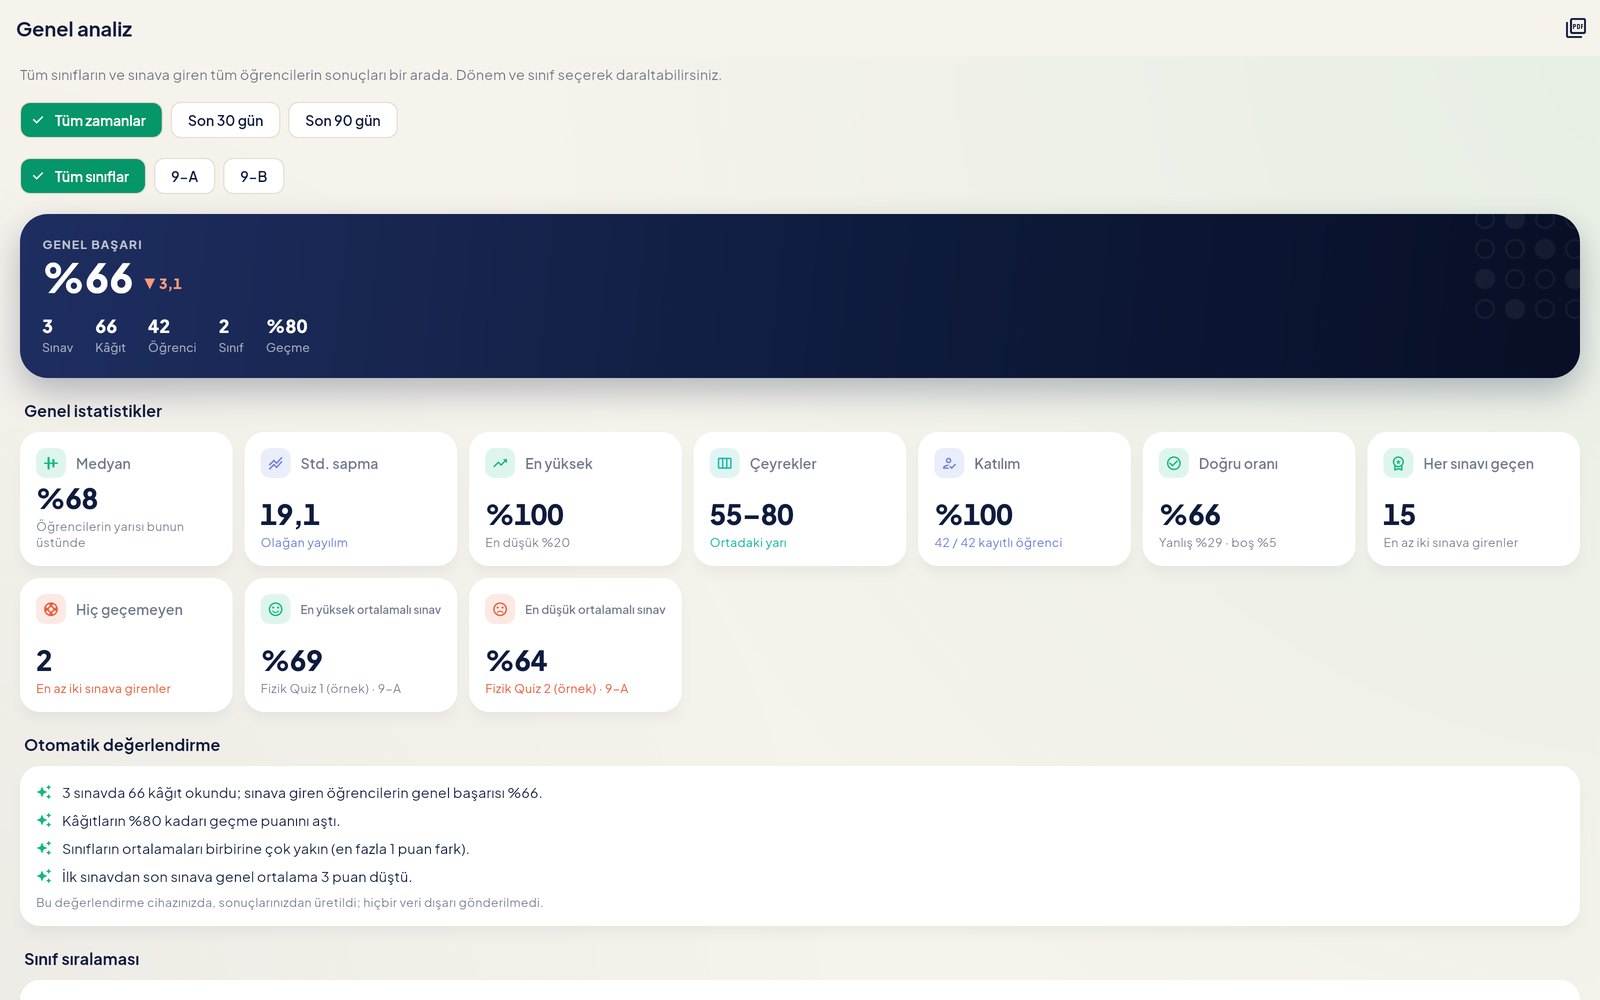 Genel analiz
PDF
Tüm sınıfların ve sınava giren tüm öğrencilerin sonuçları bir arada. Dönem ve sınıf seçerek daraltabilirsiniz.
Tüm zamanlar
Son 30 gün
Son 90 gün
Tüm sınıflar
9-A
9-B
GENEL BAŞARI
%66 ▼3,1
3
66
42
2
%80
Sınav
Kâğıt
Öğrenci
Sınıf
Geçme
Genel istatistikler
Medyan
%68
Öğrencilerin yarısı bunun
üstünde
Std. sapma
19,1
Olağan yayılım
En yüksek
%100
En düşük %20
Çeyrekler
55–80
Ortadaki yarı
Katılım
%100
42 / 42 kayıtlı öğrenci
Doğru oranı
%66
Yanlış %29 · boş %5
Her sınavı geçen
15
En az iki sınava girenler
Hiç geçemeyen
2
En az iki sınava girenler
En yüksek ortalamalı sınav
%69
Fizik Quiz 1 (örnek) · 9-A
En düşük ortalamalı sınav
%64
Fizik Quiz 2 (örnek) · 9-A
Otomatik değerlendirme
3 sınavda 66 kâğıt okundu; sınava giren öğrencilerin genel başarısı %66.
Kâğıtların %80 kadarı geçme puanını aştı.
Sınıfların ortalamaları birbirine çok yakın (en fazla 1 puan fark).
İlk sınavdan son sınava genel ortalama 3 puan düştü.
Bu değerlendirme cihazınızda, sonuçlarınızdan üretildi; hiçbir veri dışarı gönderilmedi.
Sınıf sıralaması